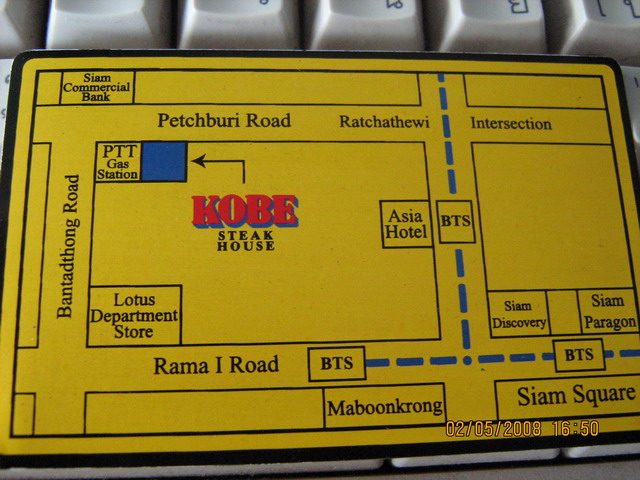 Siam
Commercial
Bank
Petchburi Road
Ratchathewi
Intersection
PTT
Gas
Station
KOBE
STEAK
HOUSE
Bantadthong Road
Asia
Hotel
BTS
Lotus
Department
Store
Siam
Discovery
Siam
Paragon
Rama I Road
BTS
BTS
Maboonkrong
Siam Square
02/05/2008 16:50